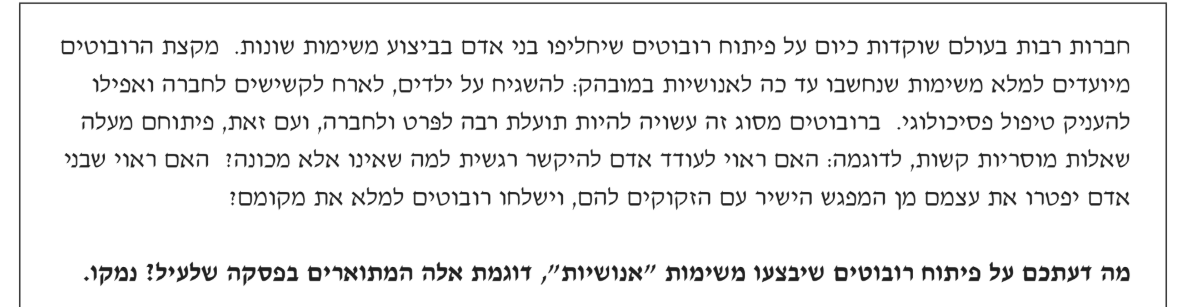 חברות רבות בעולם שוקדות כיום על פיתוח רובוטים שיחליפו בני אדם בביצוע משימות שונות. מקצת הרובוטים
מיועדים למלא משימות שנחשבו עד כה לאנושיות במובהק: להשגיח על ילדים, לארח לקשישים לחברה ואפילו
להעניק טיפול פסיכולוגי. ברובוטים מסוג זה עשויה להיות תועלת רבה לפּרט ולחברה, ועם זאת, פיתוחם מעלה
שאלות מוסריות קשות, לדוגמה: האם ראוי לעודד אדם להיקשר רגשית למה שאינו אלא מכונה? האם ראוי שבני
אדם יפטרו את עצמם מן המפגש הישיר עם הזקוקים להם, וישלחו רובוטים למלא את מקומם?
מה דעתכם על פיתוח רובוטים שיבצעו משימות "אנושיות", דוגמת אלה המתוארים בפסקה שלעיל? נמקו.